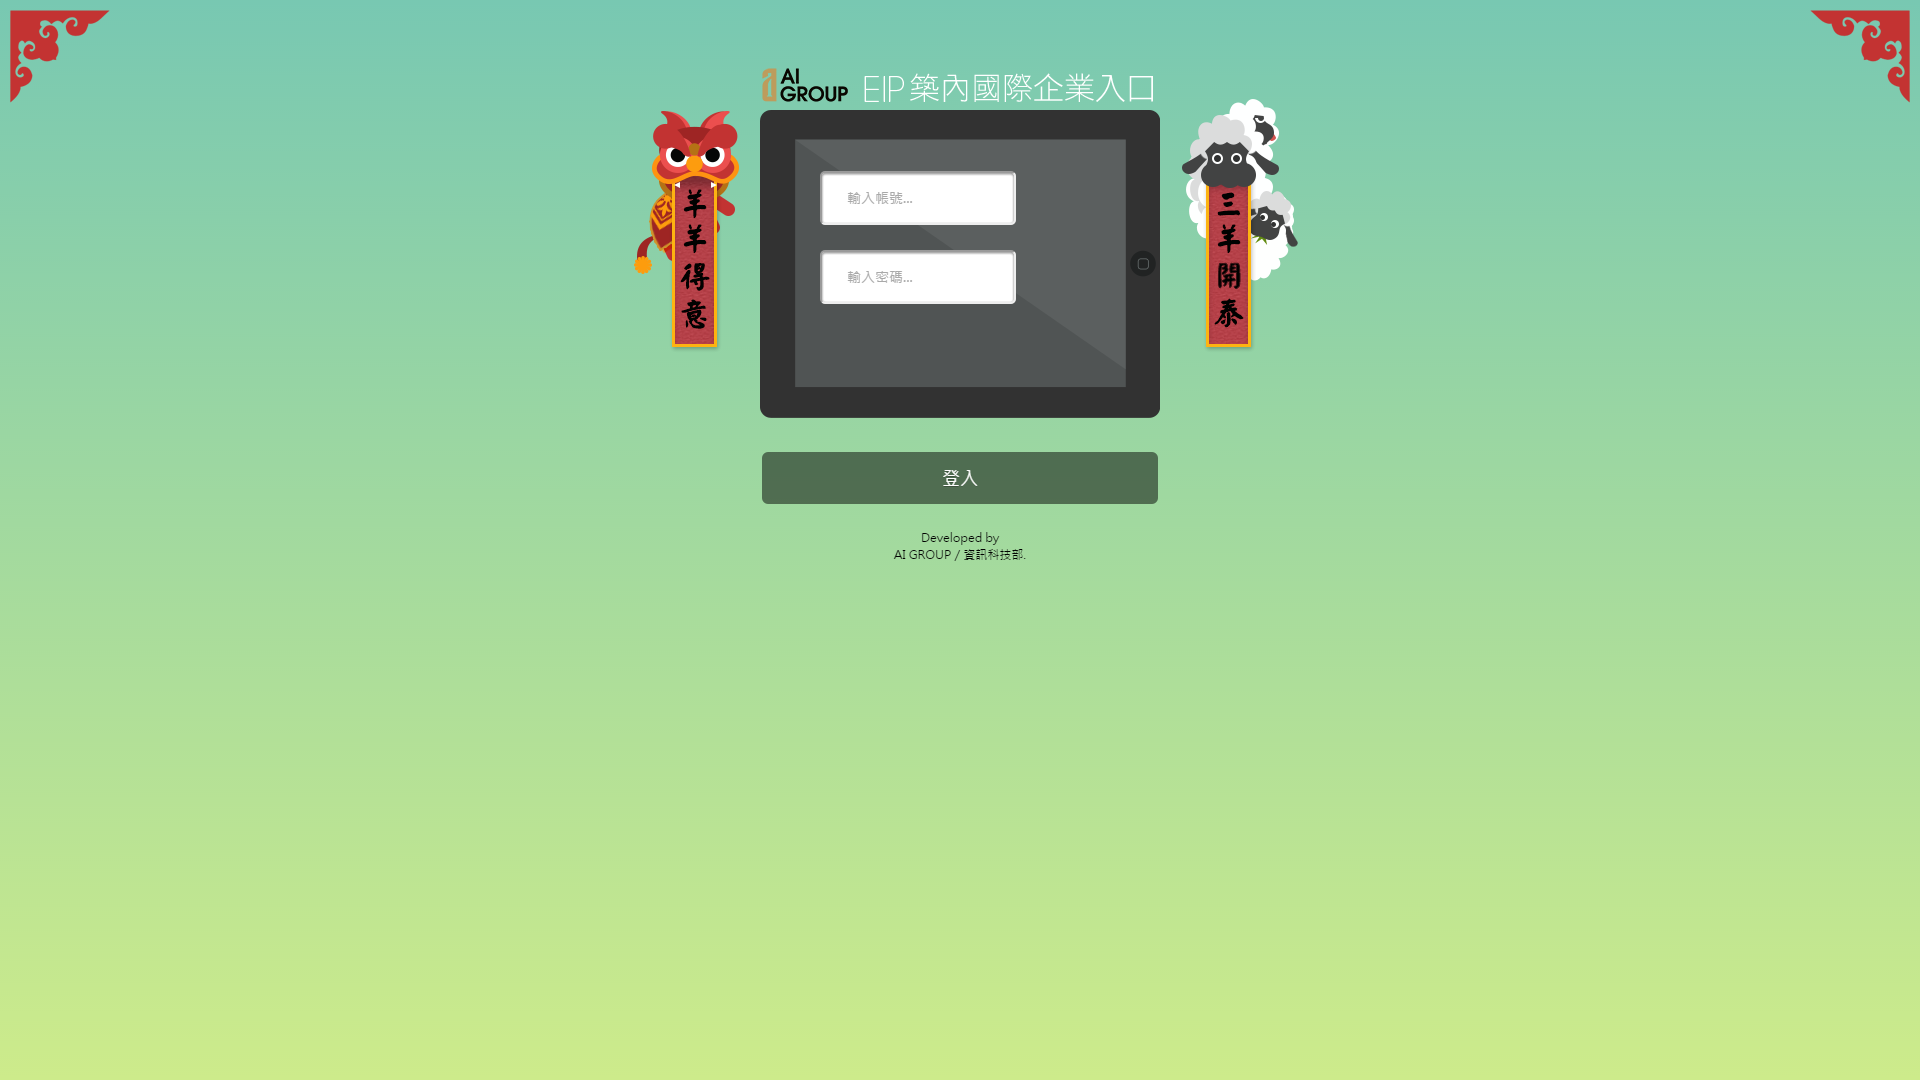 AI
GROUP
EIP 築內國際企業入口
羊羊得意
三羊開泰
輸入帳號...
輸入密碼...
登入
Developed by
AI GROUP / 資訊科技部.